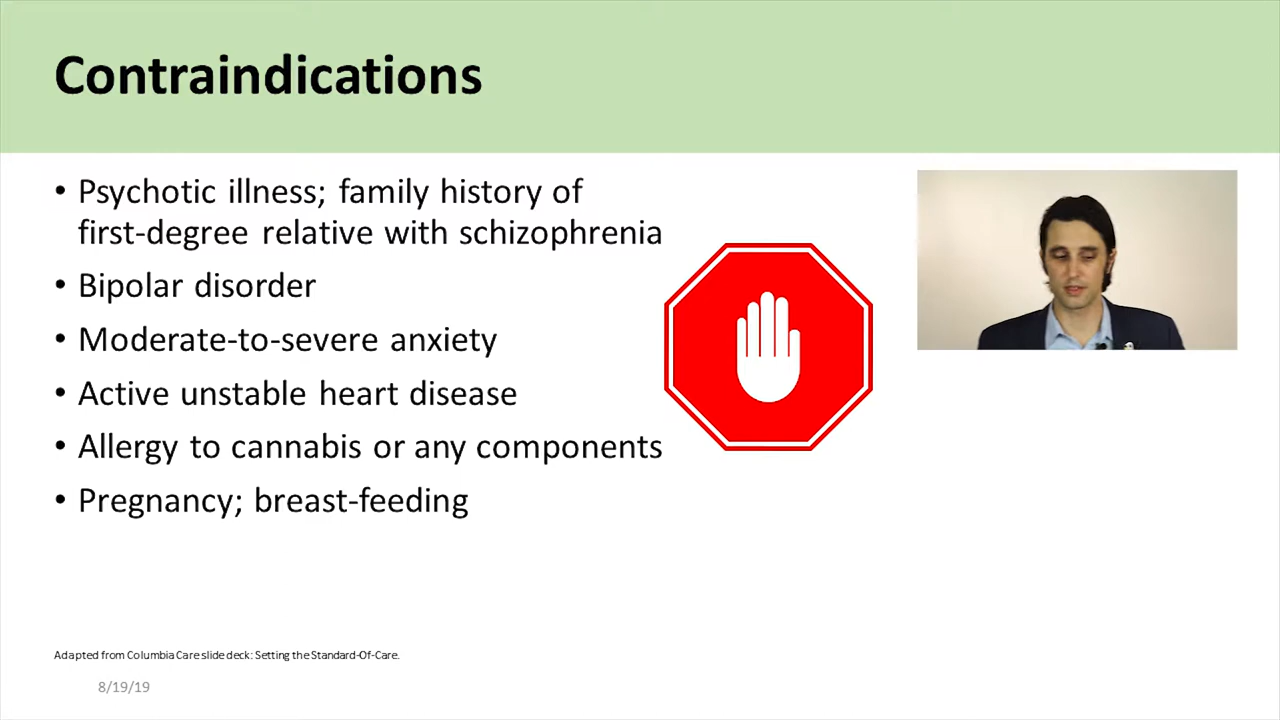 Contraindications
• Psychotic illness; family history of
first-degree relative with schizophrenia
• Bipolar disorder
• Moderate-to-severe anxiety
• Active unstable heart disease
• Allergy to cannabis or any components
• Pregnancy; breast-feeding
Adapted from Columbia Care slide deck: Setting the Standard-Of-Care.
8/19/19